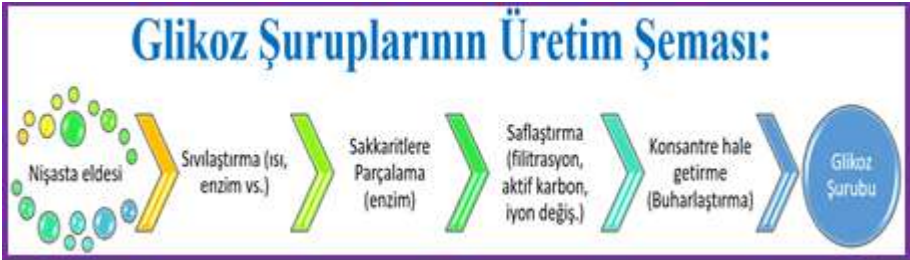 Glikoz Şuruplarının Üretim Şeması:
Nişasta eldesi
Sıvılaştırma (ısı,
enzim vs.)
Sakkaritlere
Parçalama
(enzim)
Saflaştırma
(filitrasyon,
aktif karbon,
iyon değiş.)
Konsantre hale
getirme
(Buharlaştırma)
Glikoz
Şurubu